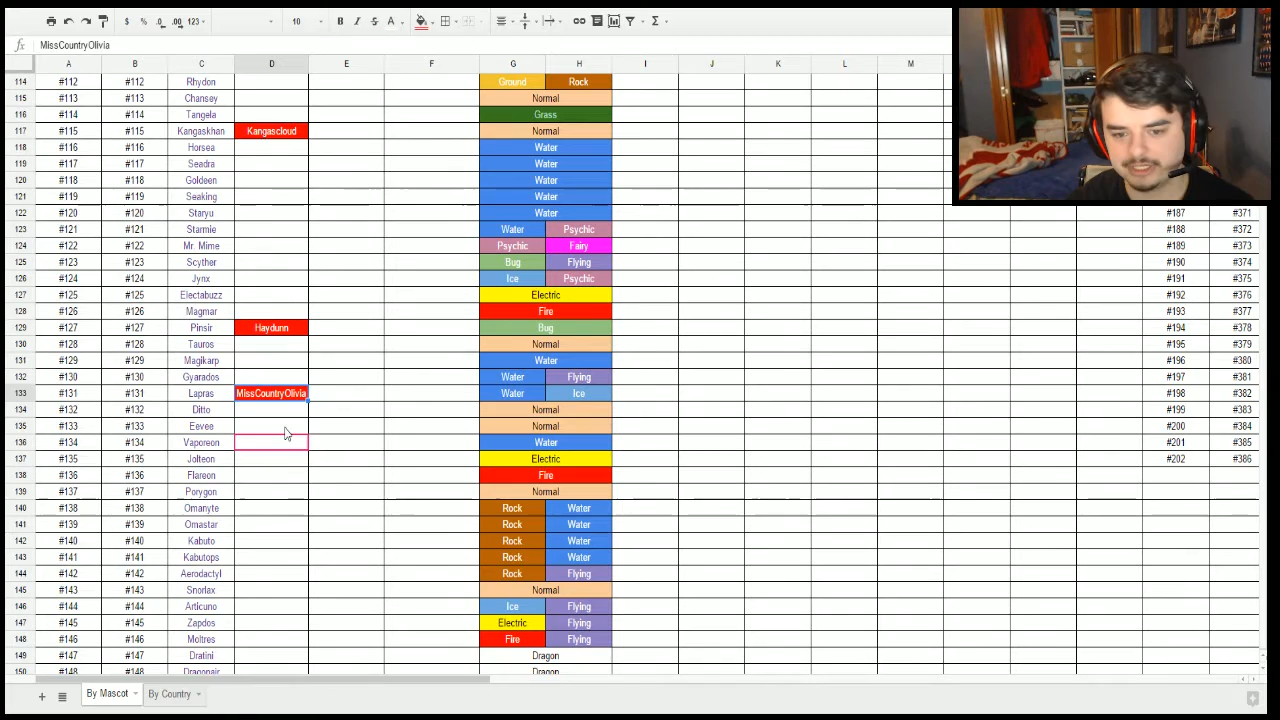 $ % .0 .00 123 10 B I S A Σ
fx MissCountryOlivia
A B C D E F G H I J K L M
114 #112 #112 Rhydon Ground Rock
115 #113 #113 Chansey Normal
116 #114 #114 Tangela Grass
117 #115 #115 Kangaskhan Kangascloud Normal
118 #116 #116 Horsea Water
119 #117 #117 Seadra Water
120 #118 #118 Goldeen Water
121 #119 #119 Seaking Water
122 #120 #120 Staryu Water #187 #371
123 #121 #121 Starmie Water Psychic #188 #372
124 #122 #122 Mr. Mime Psychic Fairy #189 #373
125 #123 #123 Scyther Bug Flying #190 #374
126 #124 #124 Jynx Ice Psychic #191 #375
127 #125 #125 Electabuzz Electric #192 #376
128 #126 #126 Magmar Fire #193 #377
129 #127 #127 Pinsir Haydunn Bug #194 #378
130 #128 #128 Tauros Normal #195 #379
131 #129 #129 Magikarp Water #196 #380
132 #130 #130 Gyarados Water Flying #197 #381
133 #131 #131 Lapras MissCountryOlivia Water Ice #198 #382
134 #132 #132 Ditto Normal #199 #383
135 #133 #133 Eevee Normal #200 #384
136 #134 #134 Vaporeon Water #201 #385
137 #135 #135 Jolteon Electric #202 #386
138 #136 #136 Flareon Fire
139 #137 #137 Porygon Normal
140 #138 #138 Omanyte Rock Water
141 #139 #139 Omastar Rock Water
142 #140 #140 Kabuto Rock Water
143 #141 #141 Kabutops Rock Water
144 #142 #142 Aerodactyl Rock Flying
145 #143 #143 Snorlax Normal
146 #144 #144 Articuno Ice Flying
147 #145 #145 Zapdos Electric Flying
148 #146 #146 Moltres Fire Flying
149 #147 #147 Dratini Dragon
150 #148 #148 Dragonair Dragon
+ By Mascot By Country